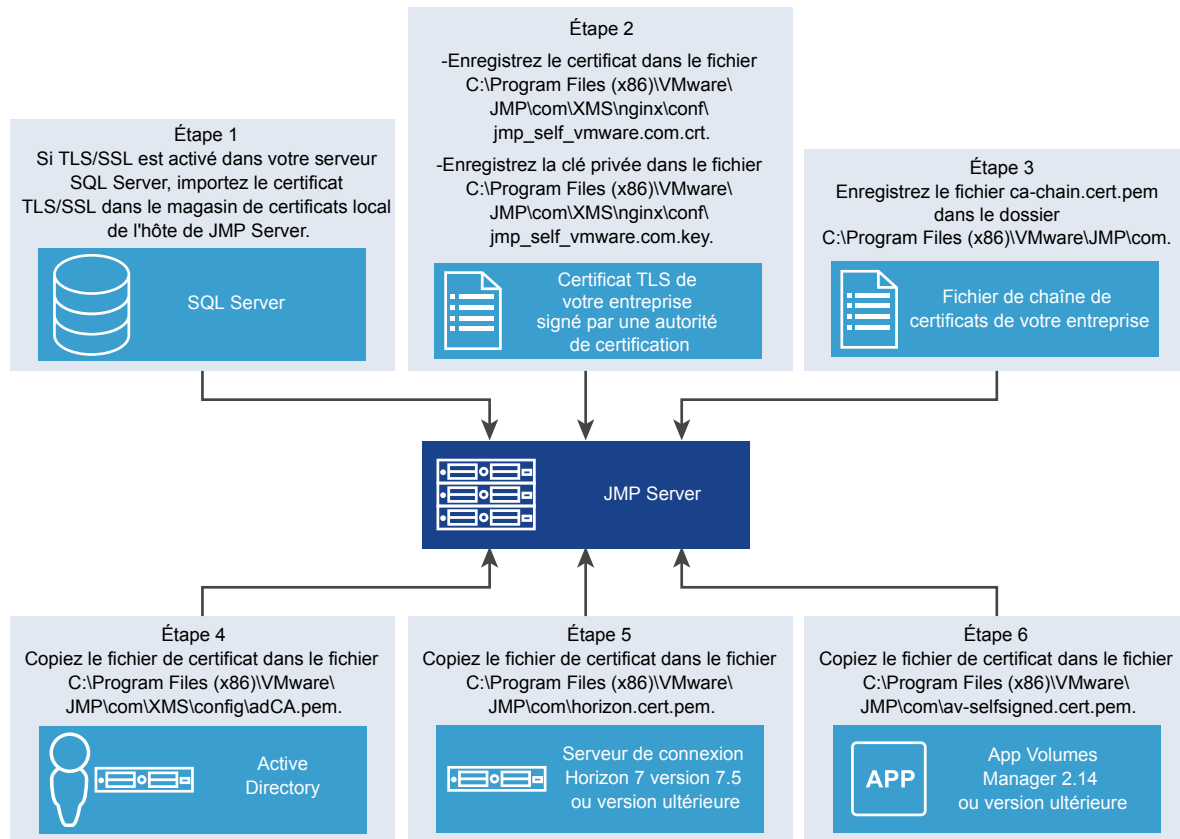 Étape 1
Si TLS/SSL est activé dans votre serveur
SQL Server, importez le certificat
TLS/SSL dans le magasin de certificats local
de l'hôte de JMP Server.
SQL Server
Étape 2
-Enregistrez le certificat dans le fichier
C:\Program Files (x86)\VMware\
JMP\com\XMS\nginx\conf\
jmp_self_vmware.com.crt.
-Enregistrez la clé privée dans le fichier
C:\Program Files (x86)\VMware\
JMP\com\XMS\nginx\conf\
jmp_self_vmware.com.key.
Certificat TLS de
votre entreprise
signé par une autorité
de certification
Étape 3
Enregistrez le fichier ca-chain.cert.pem
dans le dossier
C:\Program Files (x86)\VMware\JMP\com.
Fichier de chaîne de
certificats de votre entreprise
JMP Server
Étape 4
Copiez le fichier de certificat dans le fichier
C:\Program Files (x86)\VMware\
JMP\com\XMS\config\adCA.pem.
Active
Directory
Étape 5
Copiez le fichier de certificat dans le fichier
C:\Program Files (x86)\VMware\
JMP\com\horizon.cert.pem.
Serveur de connexion
Horizon 7 version 7.5
ou version ultérieure
Étape 6
Copiez le fichier de certificat dans le fichier
C:\Program Files (x86)\VMware\
JMP\com\av-selfsigned.cert.pem.
APP
App Volumes
Manager 2.14
ou version ultérieure